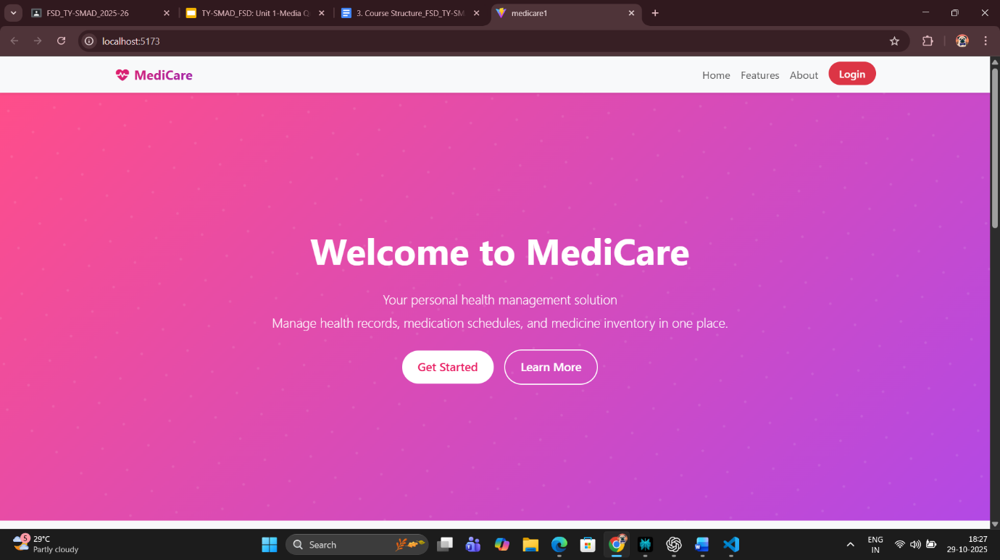 FSD_TY-SMAD_2025-26
TY-SMAD_FSD: Unit 1-Media Q
3. Course Structure_FSD_TY-SM
medicare1
localhost:5173
MediCare
Home
Features
About
Login
Welcome to MediCare
Your personal health management solution
Manage health records, medication schedules, and medicine inventory in one place.
Get Started
Learn More
5
29°C
Partly cloudy
Search
ENG
IN
18:27
29-10-2025